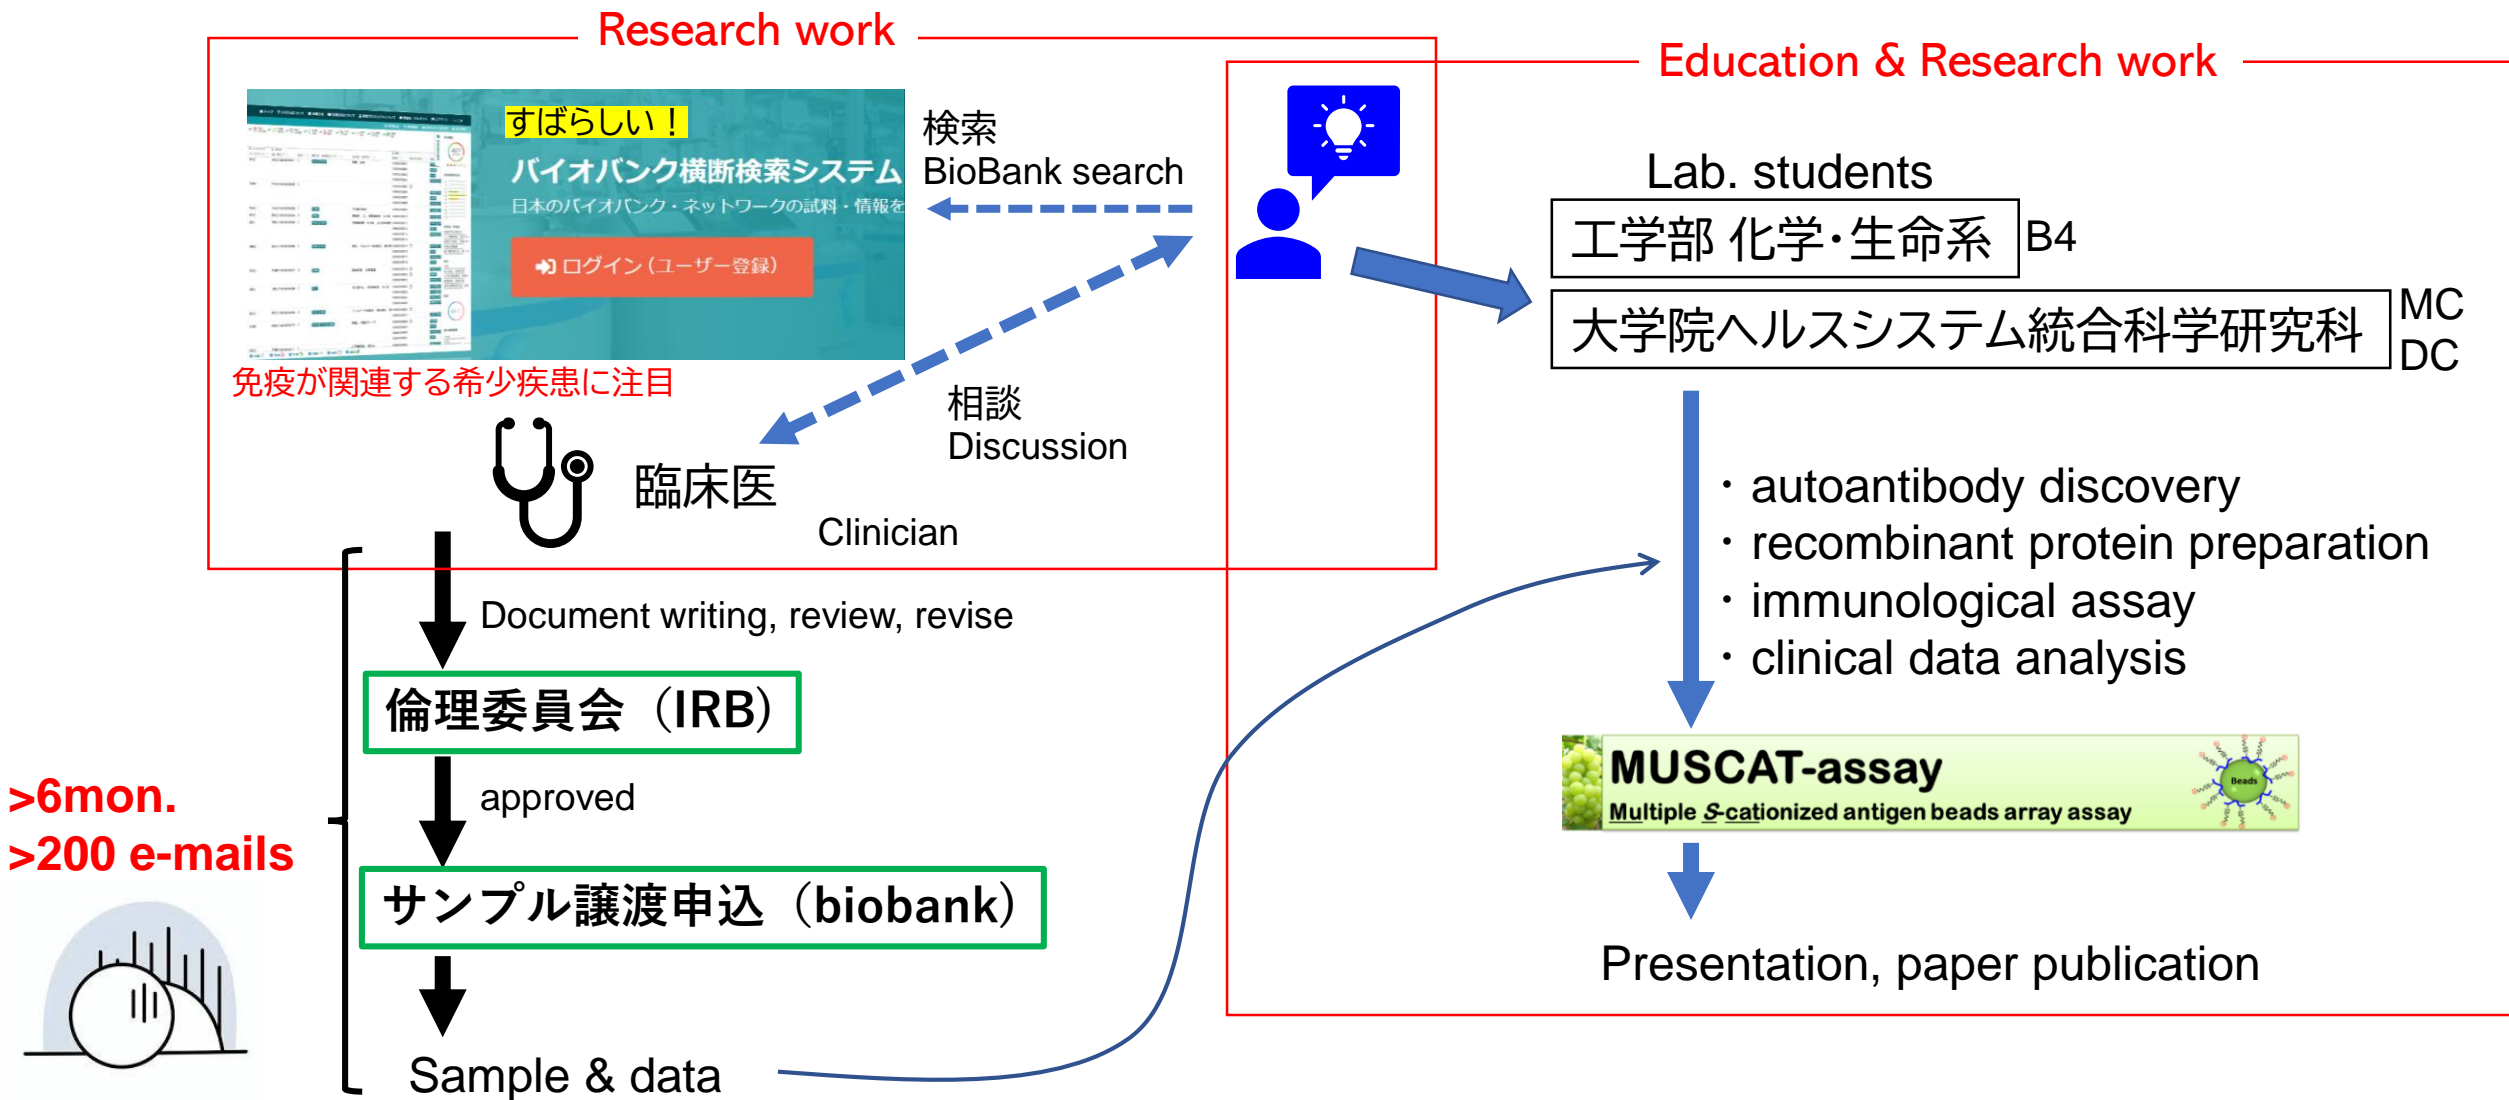 Research work
Education & Research work
すばらしい！
バイオバンク横断検索システム
日本のバイオバンク・ネットワークの試料・情報を
ログイン（ユーザー登録）
検索
BioBank search
免疫が関連する希少疾患に注目
相談
Discussion
臨床医
Clinician
Lab. students
工学部 化学・生命系
B4
大学院ヘルスシステム統合科学研究科
MC
DC
・autoantibody discovery
・recombinant protein preparation
・immunological assay
・clinical data analysis
Document writing, review, revise
倫理委員会（IRB）
approved
サンプル譲渡申込（biobank）
Sample & data
>6mon.
>200 e-mails
MUSCAT-assay
Multiple S-cationized antigen beads array assay
Beads
Presentation, paper publication